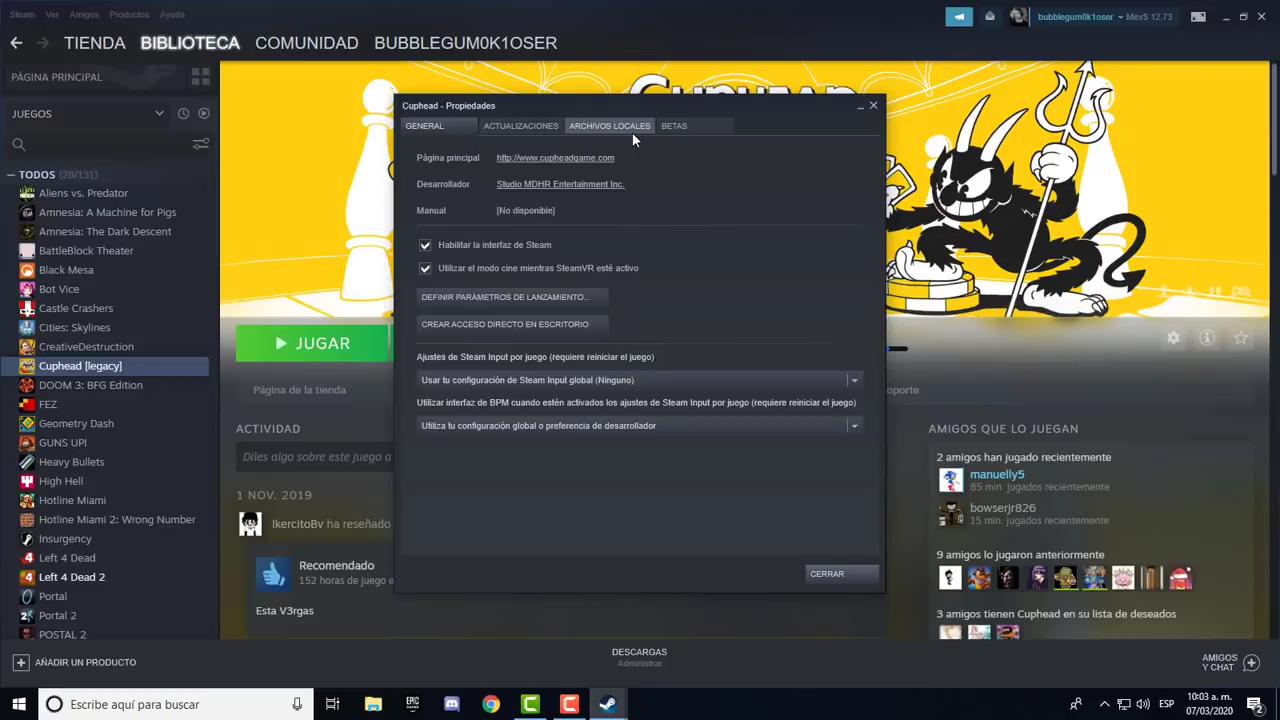 Steam Ver Amigos Productos Ayuda
bubblegum0k1oser Mex$ 12.73
TIENDA BIBLIOTECA COMUNIDAD BUBBLEGUM0K1OSER
PÁGINA PRINCIPAL
JUEGOS
TODOS (28/131)
Aliens vs. Predator
Amnesia: A Machine for Pigs
Amnesia: The Dark Descent
BattleBlock Theater
Black Mesa
Bot Vice
Castle Crashers
Cities: Skylines
CreativeDestruction
Cuphead [legacy]
DOOM 3: BFG Edition
FEZ
Geometry Dash
GUNS UP!
Heavy Bullets
High Hell
Hotline Miami
Hotline Miami 2: Wrong Number
Insurgency
Left 4 Dead
Left 4 Dead 2
Portal
Portal 2
POSTAL 2
Cuphead - Propiedades
GENERAL ACTUALIZACIONES ARCHIVOS LOCALES BETAS
Página principal http://www.cupheadgame.com
Desarrollador Studio MDHR Entertainment Inc.
Manual [No disponible]
Habilitar la interfaz de Steam
Utilizar el modo cine mientras SteamVR esté activo
DEFINIR PARÁMETROS DE LANZAMIENTO...
CREAR ACCESO DIRECTO EN ESCRITORIO
Ajustes de Steam Input por juego (requiere reiniciar el juego)
Usar tu configuración de Steam Input global (Ninguno)
Utilizar interfaz de BPM cuando estén activados los ajustes de Steam Input por juego (requiere reiniciar el juego)
Utiliza tu configuración global o preferencia de desarrollador
CERRAR
JUGAR
Página de la tienda
oporte
ACTIVIDAD
Diles algo sobre este juego a
1 NOV. 2019
IkercitoBv ha reseñado
Recomendado
152 horas de juego e
Esta V3rgas
AMIGOS QUE LO JUEGAN
2 amigos han jugado recientemente
manuelly5
85 min. jugados recientemente
bowserjr826
15 min. jugados recientemente
9 amigos lo jugaron anteriormente
3 amigos tienen Cuphead en su lista de deseados
AÑADIR UN PRODUCTO
DESCARGAS
Administrar
AMIGOS
Y CHAT
Escribe aquí para buscar
EPIC
GAMES
ESP
10:03 a. m.
07/03/2020
2